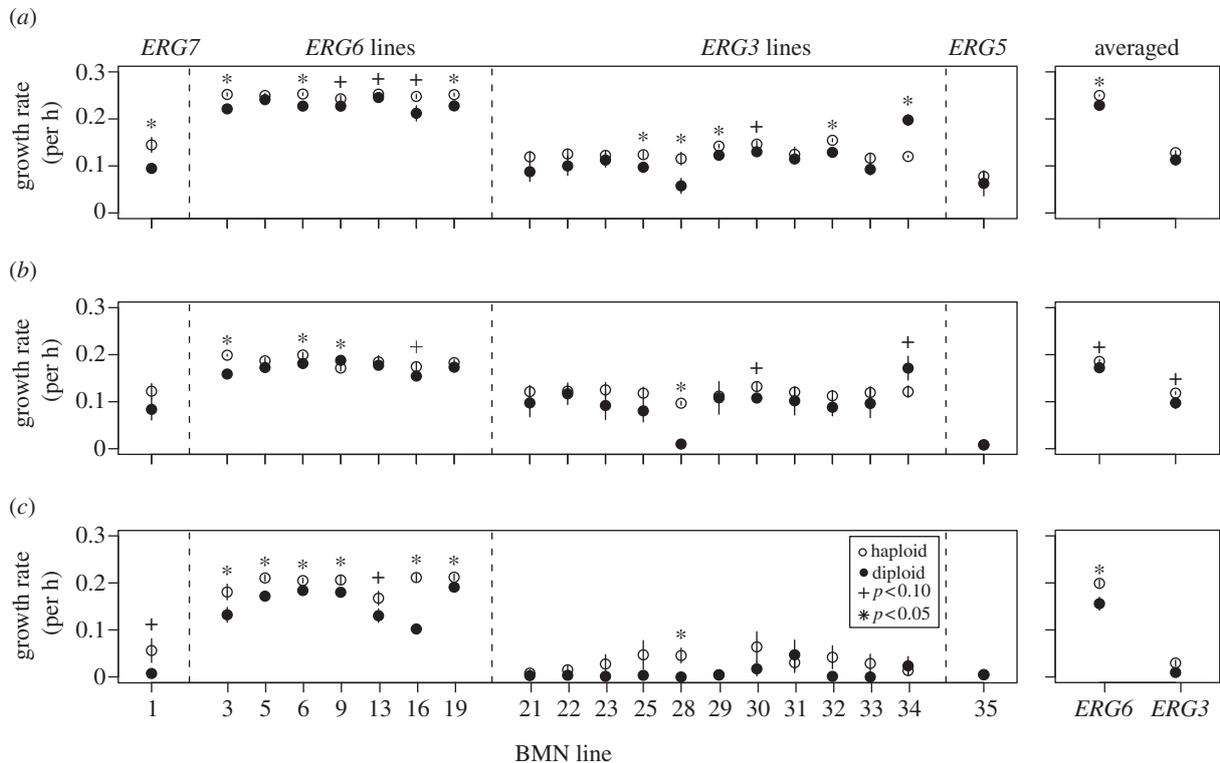 (a)
ERG7 ERG6 lines ERG3 lines ERG5 averaged
growth rate
(per h)
0.3
0.2
0.1
0
* * * + + + * * * * + * * *
(b)
growth rate
(per h)
0.3
0.2
0.1
0
* * * + * + + + +
(c)
growth rate
(per h)
0.3
0.2
0.1
0
+ * * * * + * * * *
haploid
diploid
+ p<0.10
* p<0.05
1 3 5 6 9 13 16 19 21 22 23 25 28 29 30 31 32 33 34 35 ERG6 ERG3
BMN line